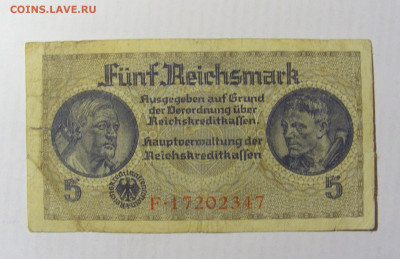 COINS.LAVE.RU
Fünf Reichsmark
Ausgegeben auf Grund
der Verordnung über
Reichskreditkassen.
Hauptverwaltung der
Reichskreditkassen
5
5
F·17202347